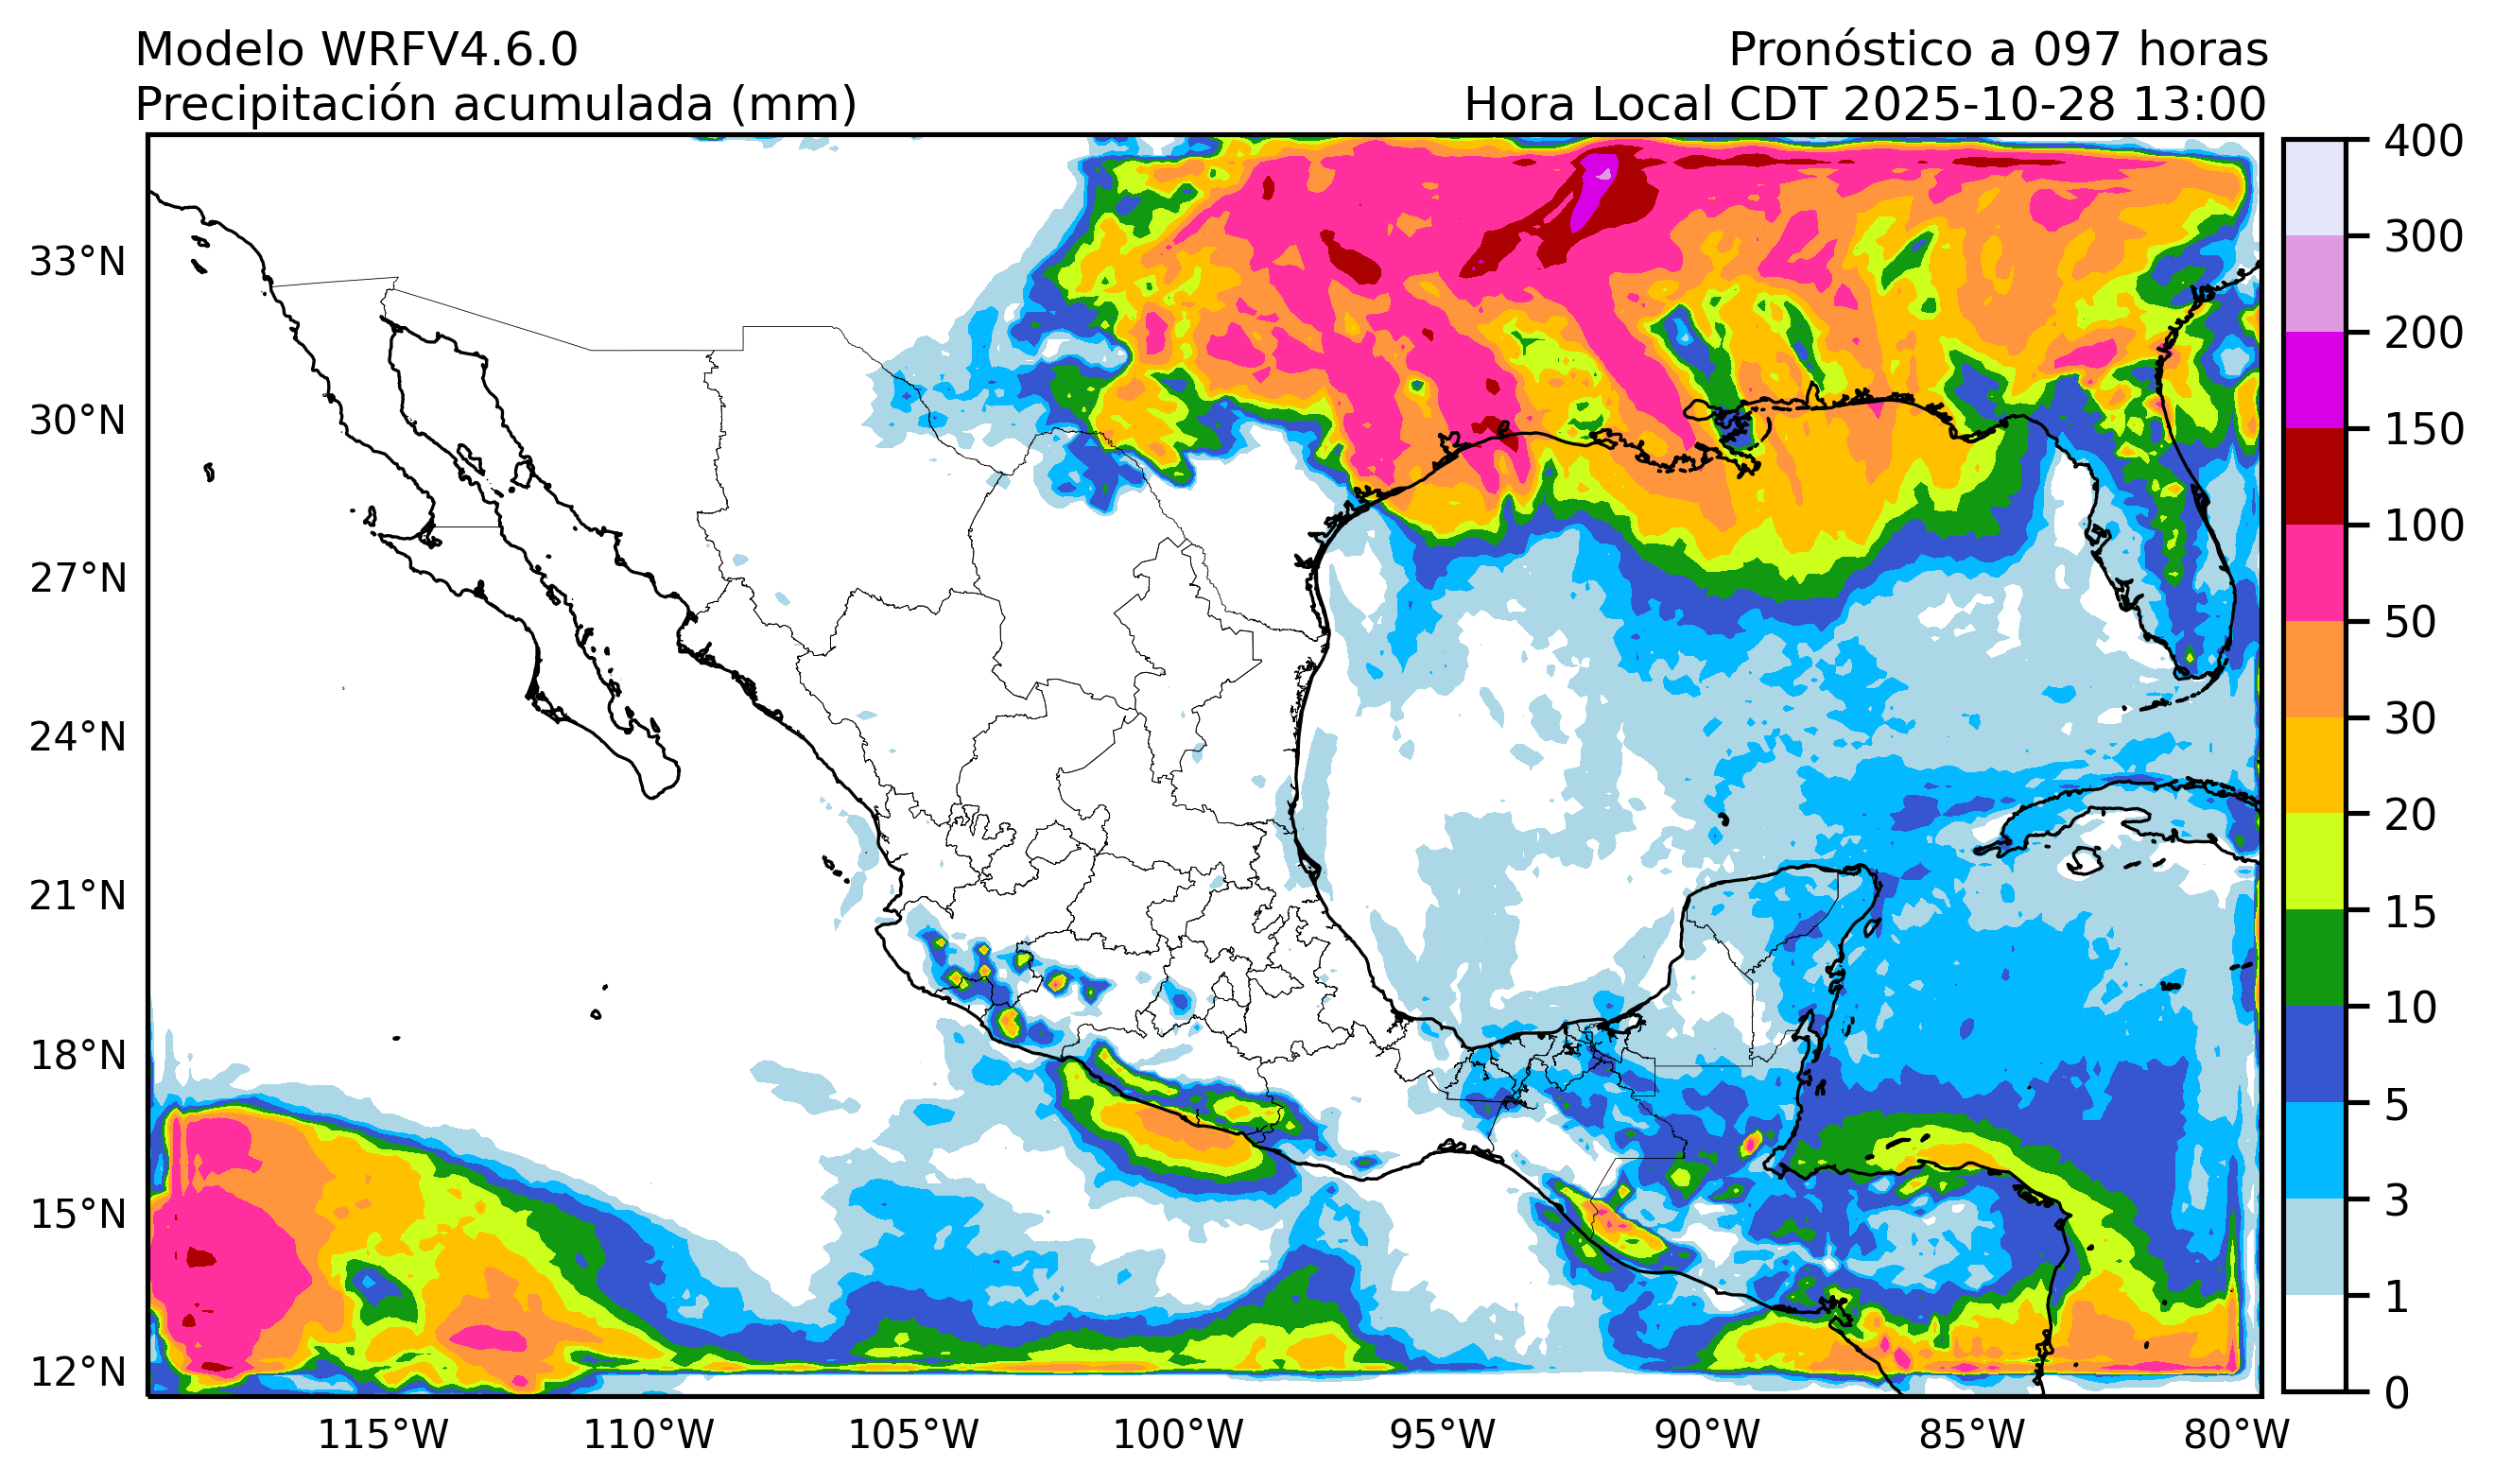 Modelo WRFV4.6.0
Pronóstico a 097 horas
Precipitación acumulada (mm)
Hora Local CDT 2025-10-28 13:00
33°N
30°N
27°N
24°N
21°N
18°N
15°N
12°N
115°W
110°W
105°W
100°W
95°W
90°W
85°W
80°W
400
300
200
150
100
50
30
20
15
10
5
3
1
0